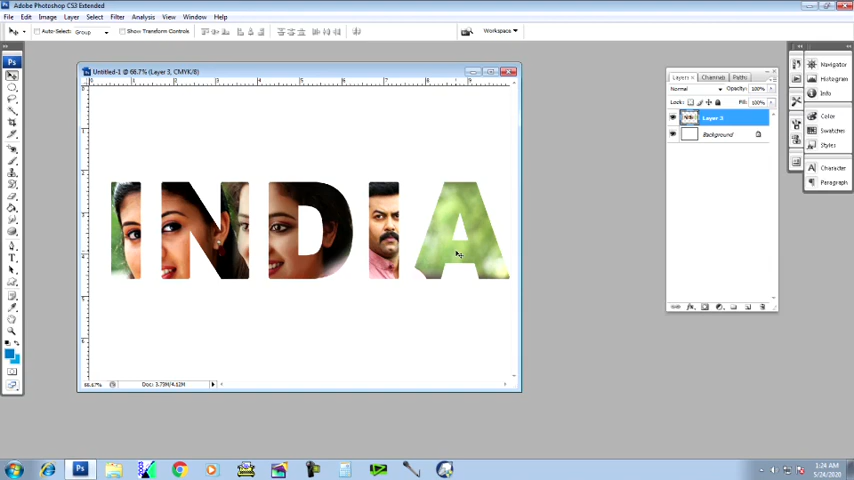 Adobe Photoshop CS3 Extended
File Edit Image Layer Select Filter Analysis View Window Help
Auto-Select: Group Show Transform Controls Workspace
Untitled-1 @ 66.7% (Layer 3, CMYK/8)
INDIA
66.67% Doc: 3.73M/4.12M
Layers Channels Paths
Normal Opacity: 100%
Lock: Fill: 100%
Layer 3
Background
Navigator
Histogram
Info
Color
Swatches
Styles
Character
Paragraph
Ps
1:24 AM
5/24/2020